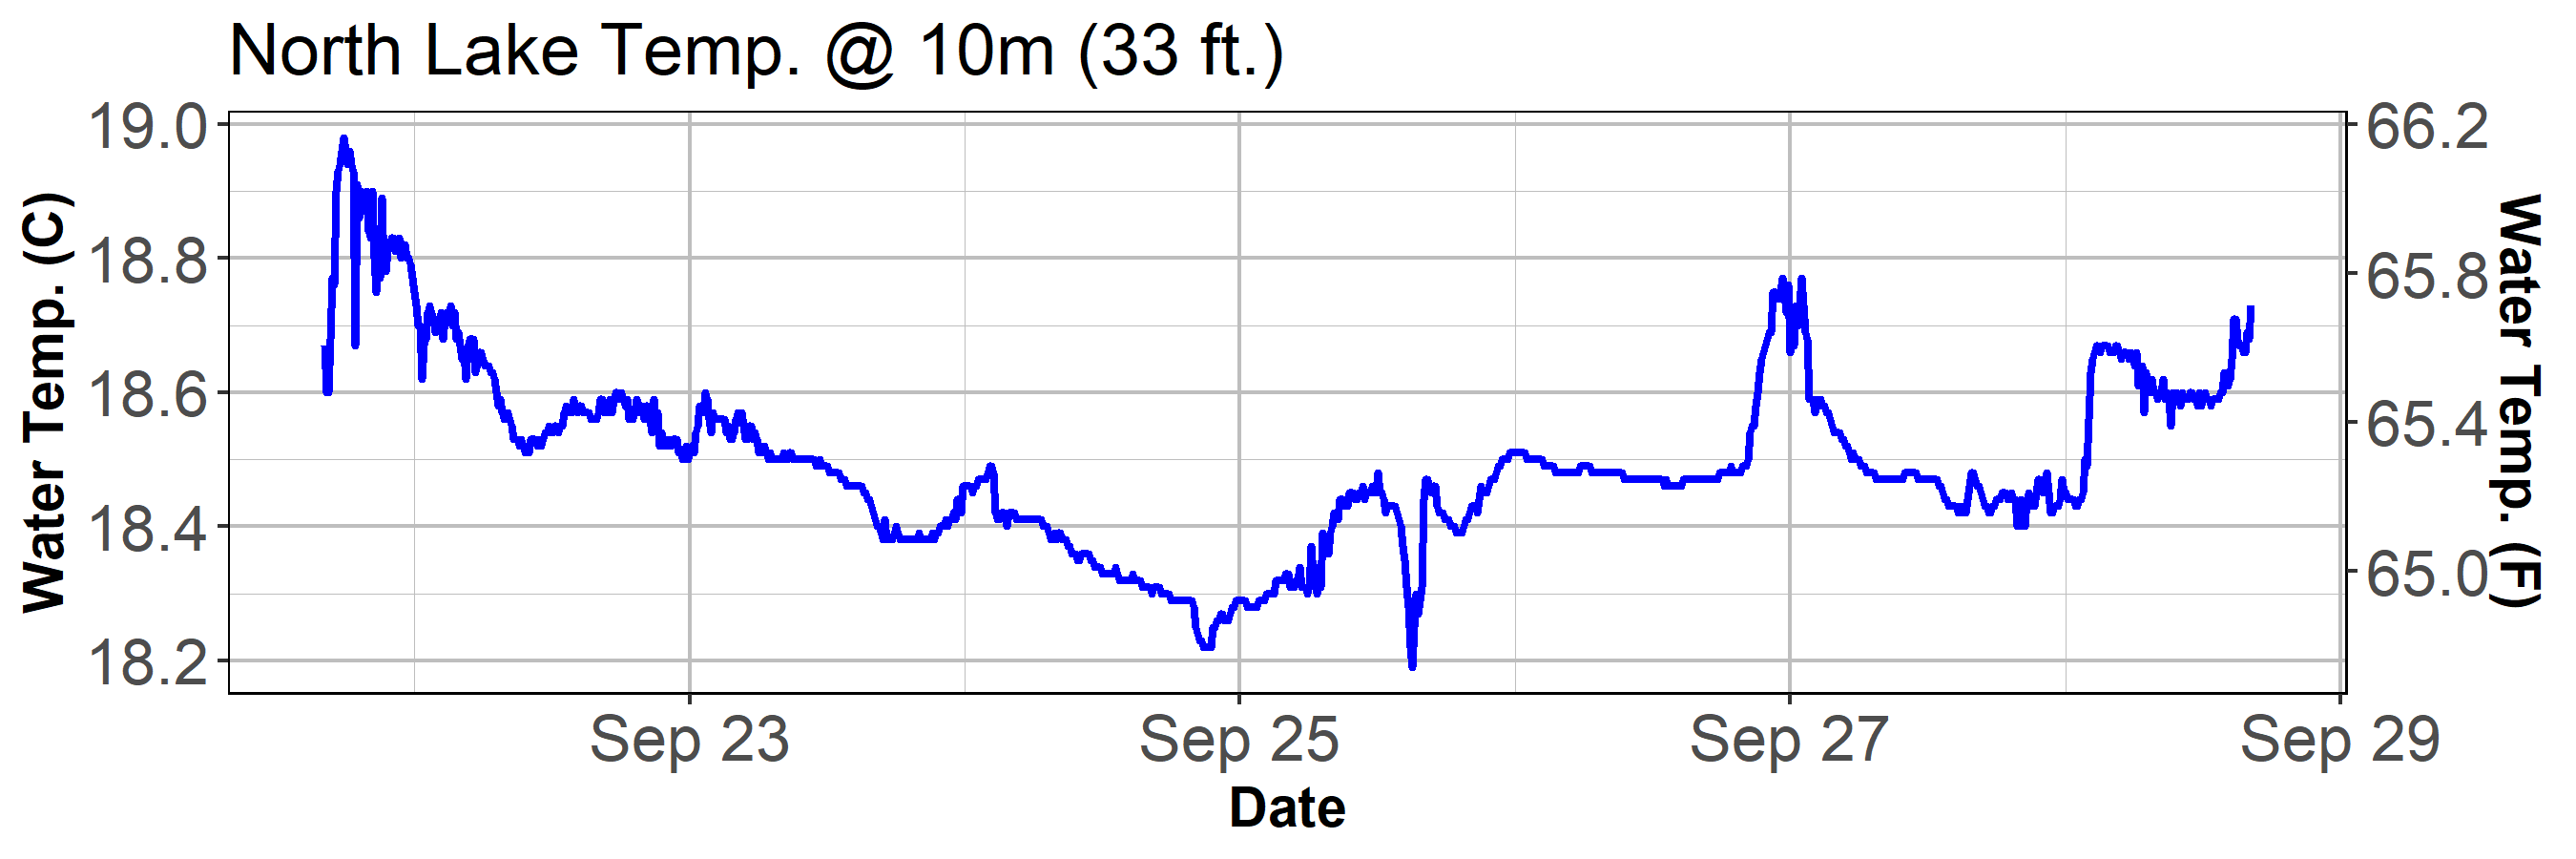 North Lake Temp. @ 10m (33 ft.)
Water Temp. (C)
19.0
18.8
18.6
18.4
18.2
66.2
65.8
65.4
65.0
Water Temp. (F)
Sep 23 Sep 25 Sep 27 Sep 29
Date